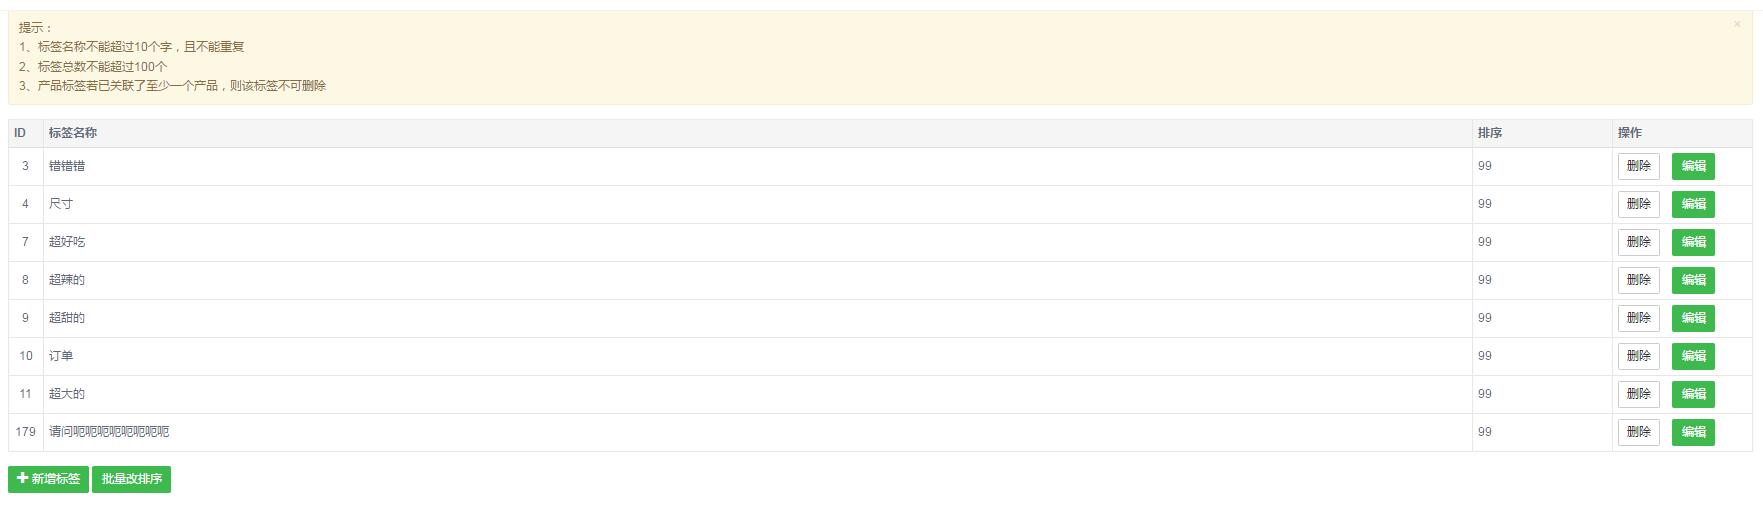 提示：
×
1、标签名称不能超过10个字，且不能重复
2、标签总数不能超过100个
3、产品标签若已关联了至少一个产品，则该标签不可删除
ID 标签名称 排序 操作
3 错错错 99 删除 编辑
4 尺寸 99 删除 编辑
7 超好吃 99 删除 编辑
8 超辣的 99 删除 编辑
9 超甜的 99 删除 编辑
10 订单 99 删除 编辑
11 超大的 99 删除 编辑
179 请问呃呃呃呃呃呃呃呃 99 删除 编辑
新增标签 批量改排序